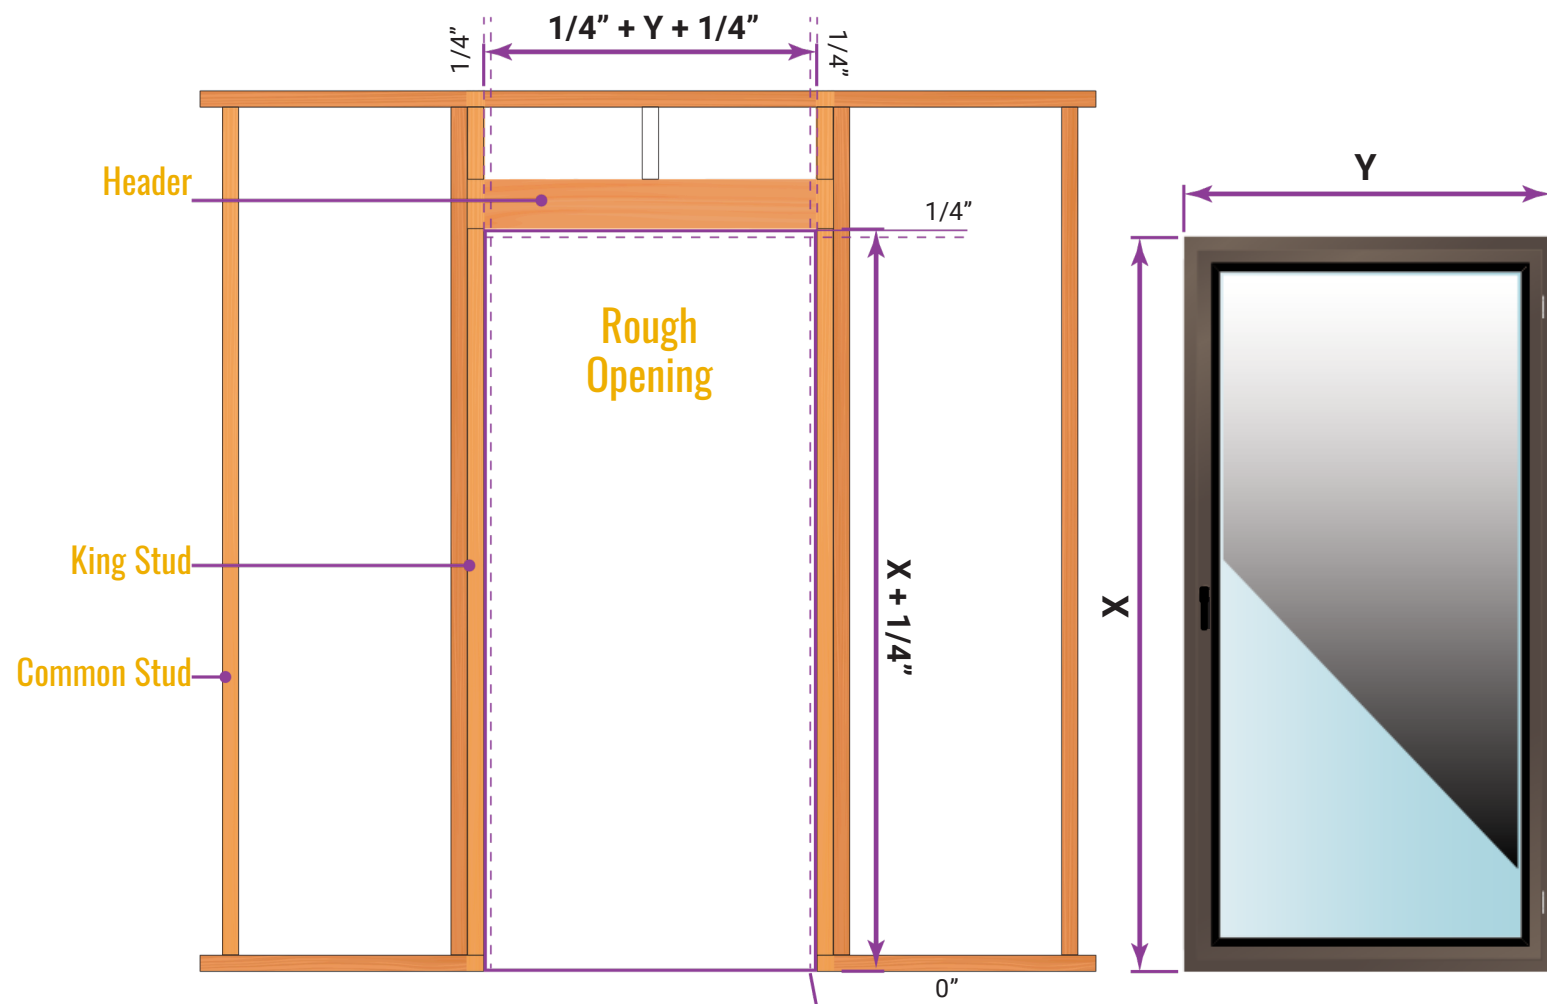 1/4”
1/4” + Y + 1/4”
1/4”
Header
1/4”
Y
Rough
Opening
King Stud
X + 1/4”
X
Common Stud
0”